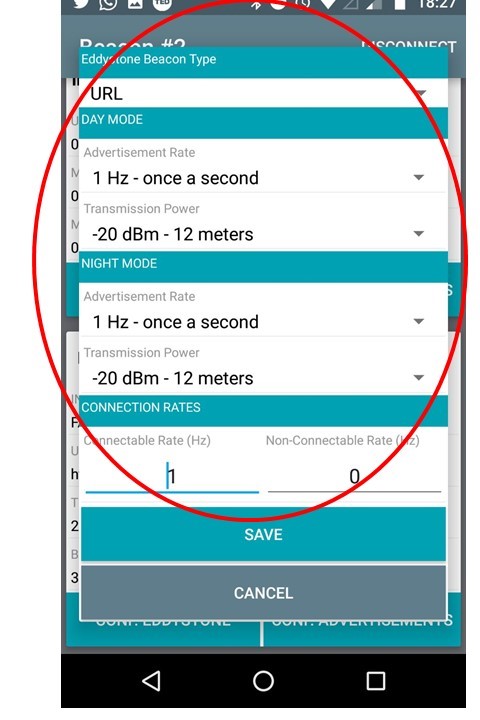 TED
18:27
Beacon #2
DISCONNECT
Eddystone Beacon Type
URL
DAY MODE
Advertisement Rate
1 Hz - once a second
Transmission Power
-20 dBm - 12 meters
NIGHT MODE
Advertisement Rate
1 Hz - once a second
Transmission Power
-20 dBm - 12 meters
CONNECTION RATES
Connectable Rate (Hz) Non-Connectable Rate (Hz)
1 0
SAVE
CANCEL
CONF. EDDYSTONE CONF. ADVERTISEMENTS